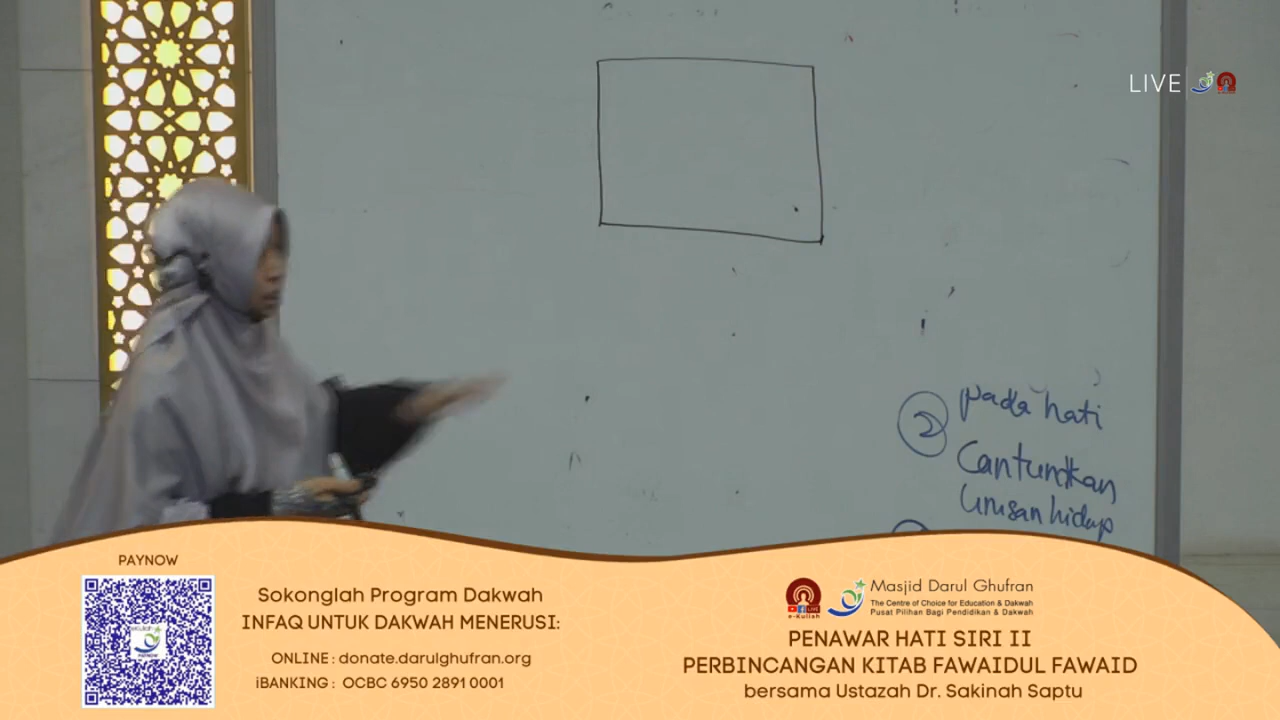 LIVE
2 pada hati
Cantumkan
Urusan hidup
PAYNOW
Sokonglah Program Dakwah
INFAQ UNTUK DAKWAH MENERUSI:
ONLINE : donate.darulghufran.org
iBANKING : OCBC 6950 2891 0001
Masjid Darul Ghufran
The Centre of Choice for Education & Dakwah
Pusat Pilihan Bagi Pendidikan & Dakwah
e-Kuliah
PENAWAR HATI SIRI II
PERBINCANGAN KITAB FAWAIDUL FAWAID
bersama Ustazah Dr. Sakinah Saptu